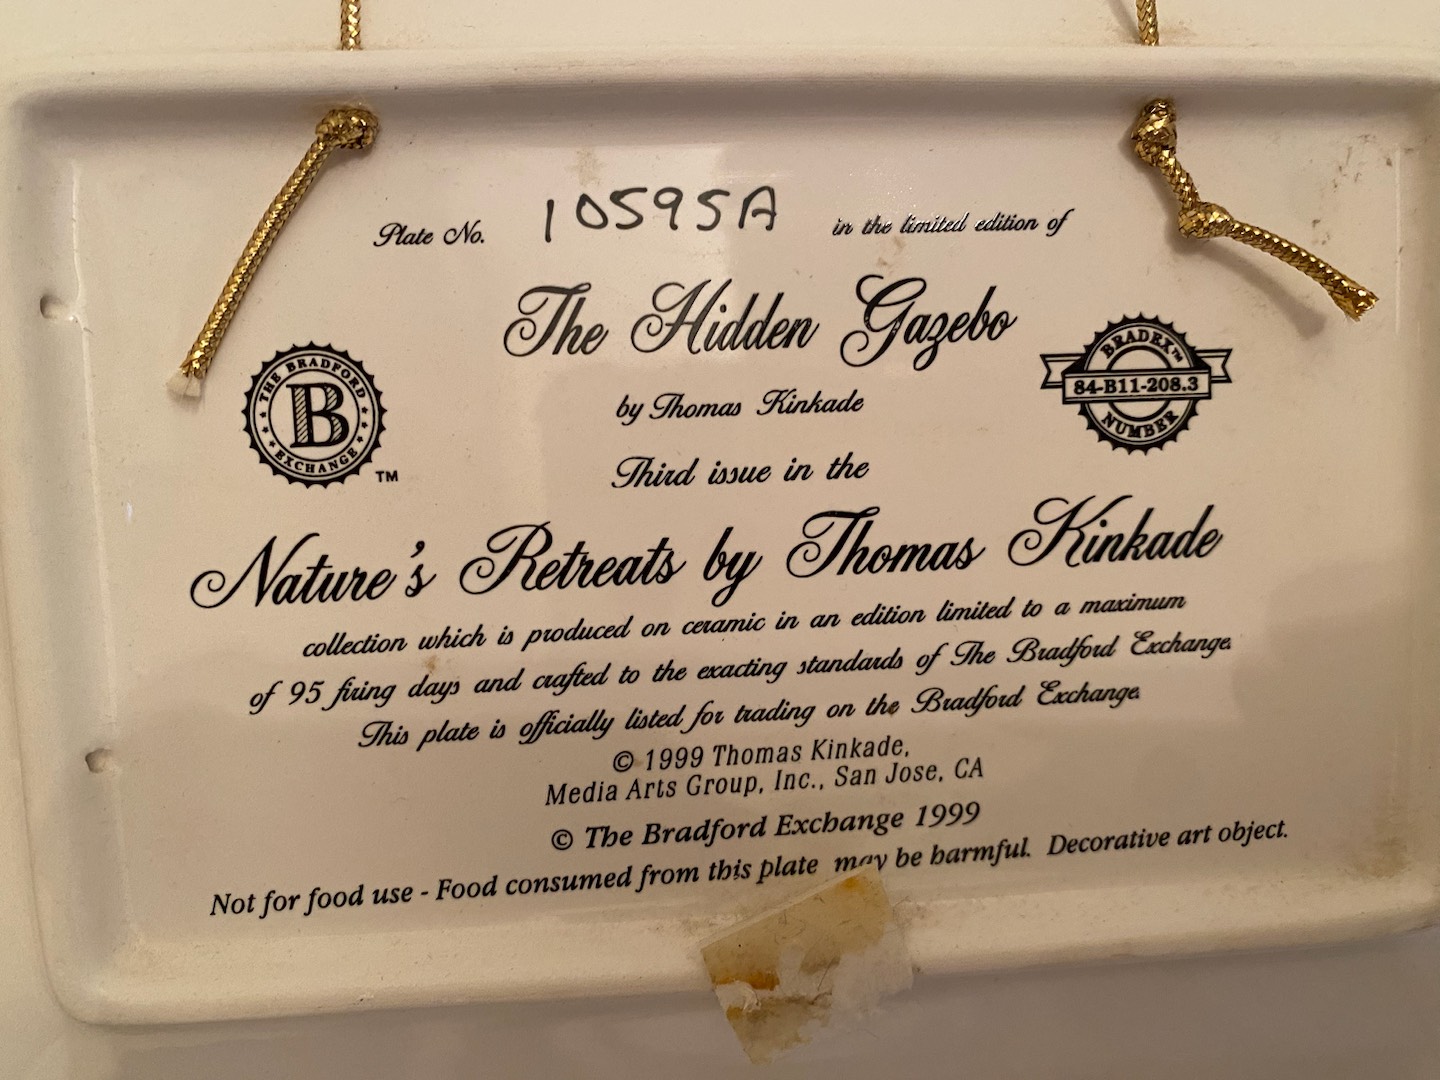 Plate No. 10595A in the limited edition of
The Hidden Gazebo
by Thomas Kinkade
Third issue in the
Nature's Retreats by Thomas Kinkade
collection which is produced on ceramic in an edition limited to a maximum
of 95 firing days and crafted to the exacting standards of The Bradford Exchange.
This plate is officially listed for trading on the Bradford Exchange.
© 1999 Thomas Kinkade,
Media Arts Group, Inc., San Jose, CA
© The Bradford Exchange 1999
Not for food use - Food consumed from this plate may be harmful. Decorative art object.
THE BRADFORD
B
EXCHANGE
TM
BRADEX™
84-B11-208.3
NUMBER